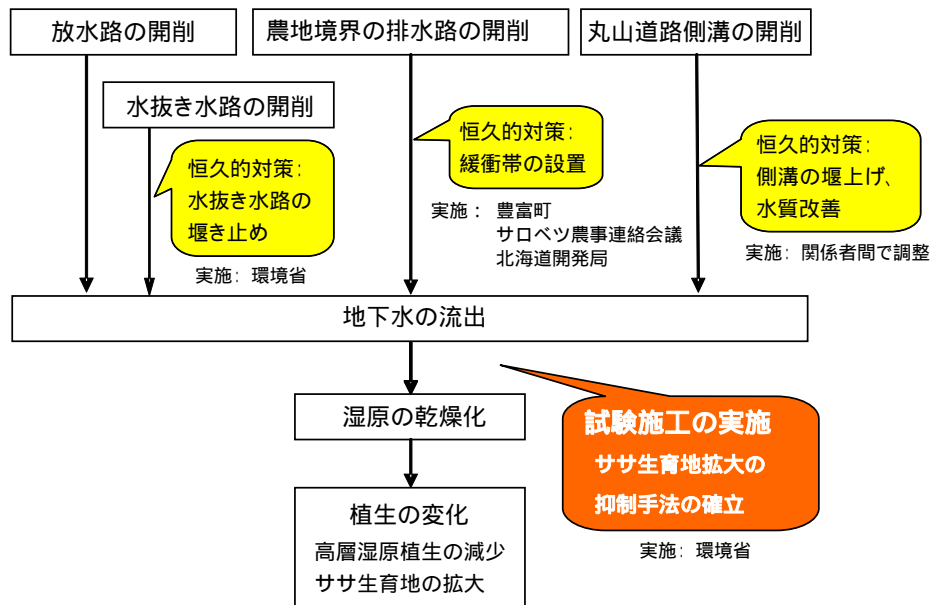 放水路の開削
農地境界の排水路の開削
丸山道路側溝の開削
水抜き水路の開削
恒久的対策：
水抜き水路の
堰き止め
実施：環境省
恒久的対策：
緩衝帯の設置
実施：豊富町
サロベツ農事連絡会議
北海道開発局
恒久的対策：
側溝の堰上げ、
水質改善
実施：関係者間で調整
地下水の流出
湿原の乾燥化
試験施工の実施
ササ生育地拡大の
抑制手法の確立
実施：環境省
植生の変化
高層湿原植生の減少
ササ生育地の拡大